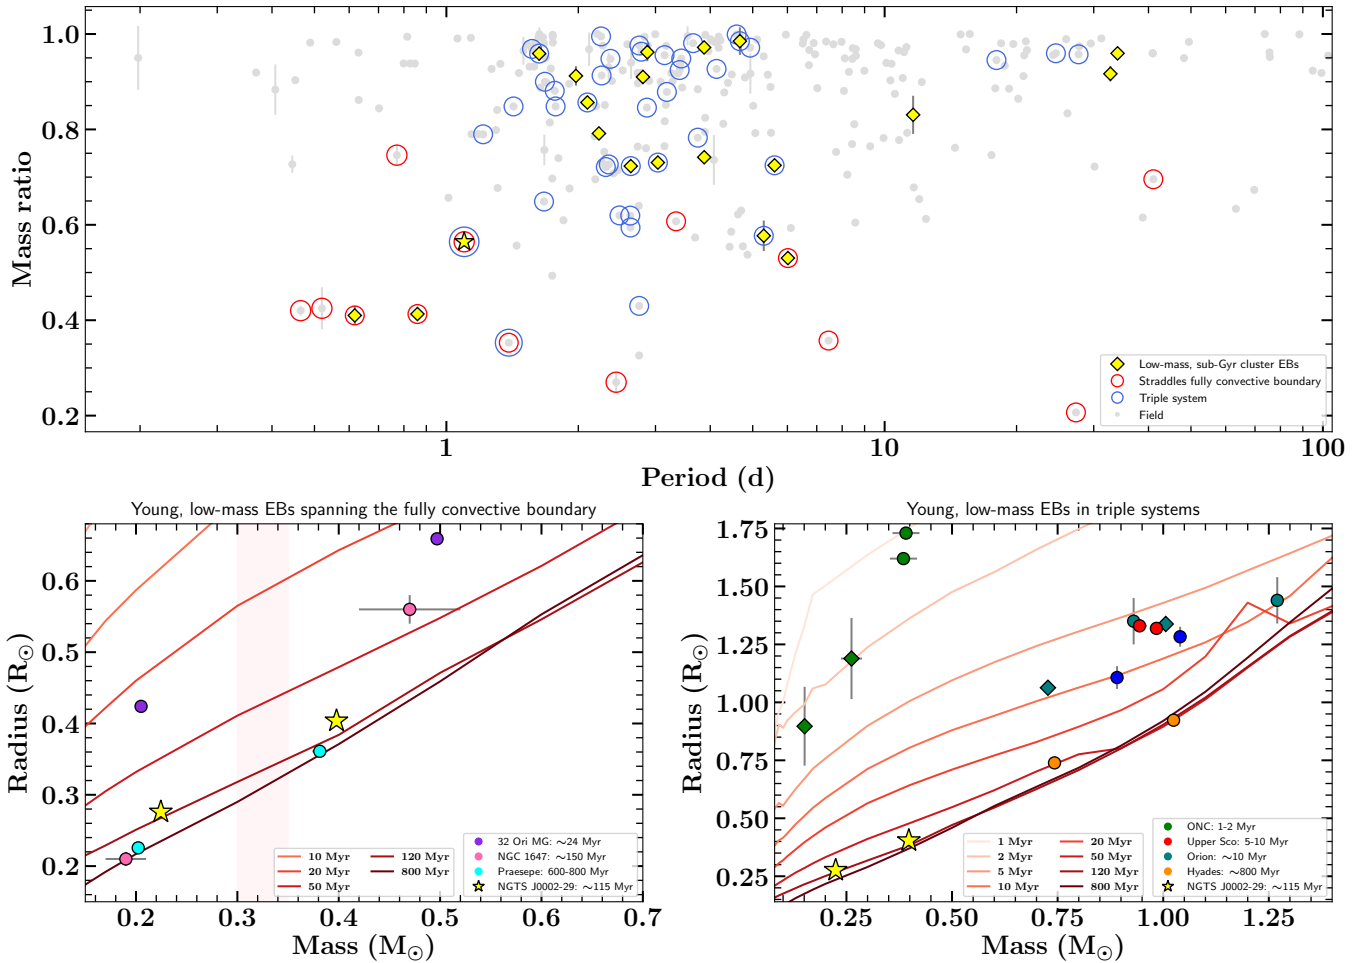 1.0
0.8
0.6
0.4
0.2
Mass ratio
1
10
100
Period (d)
Low-mass, sub-Gyr cluster EBs
Straddles fully convective boundary
Triple system
Field
Young, low-mass EBs spanning the fully convective boundary
0.6
0.5
0.4
0.3
0.2
Radius (R☉)
0.2
0.3
0.4
0.5
0.6
0.7
Mass (M☉)
10 Myr
20 Myr
50 Myr
120 Myr
800 Myr
32 Ori MG: ~24 Myr
NGC 1647: ~150 Myr
Praesepe: 600-800 Myr
NGTS J0002-29: ~115 Myr
Young, low-mass EBs in triple systems
1.75
1.50
1.25
1.00
0.75
0.50
0.25
Radius (R☉)
0.25
0.50
0.75
1.00
1.25
Mass (M☉)
1 Myr
2 Myr
5 Myr
10 Myr
20 Myr
50 Myr
120 Myr
800 Myr
ONC: 1-2 Myr
Upper Sco: 5-10 Myr
Orion: ~10 Myr
Hyades: ~800 Myr
NGTS J0002-29: ~115 Myr